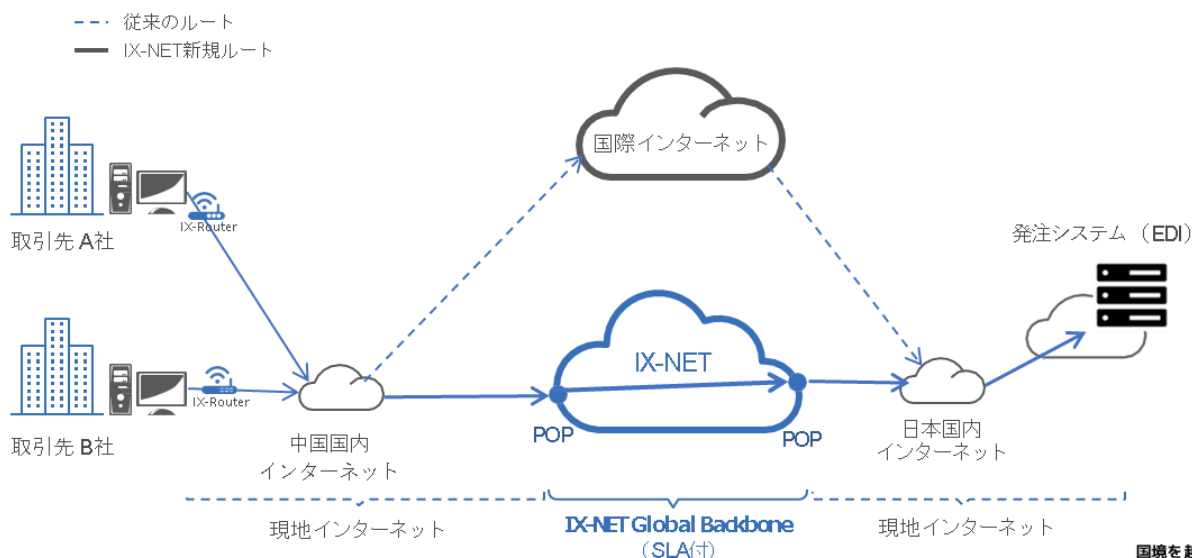 従来のルート
IX-NET新規ルート
国際インターネット
IX-Router
取引先 A社
発注システム（EDI）
IX-NET
IX-Router
取引先 B社
POP
POP
中国国内
インターネット
日本国内
インターネット
現地インターネット
IX-NET Global Backbone
（SLA付）
現地インターネット
国境を